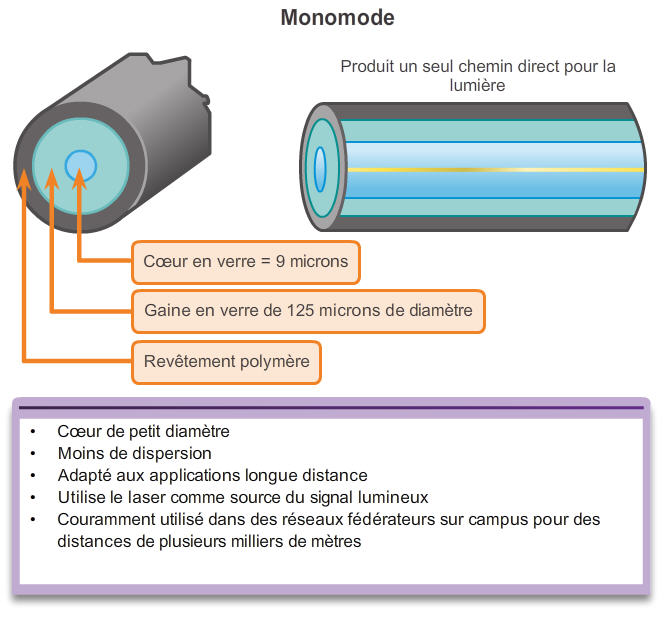 Monomode
Produit un seul chemin direct pour la
lumière
Cœur en verre = 9 microns
Gaine en verre de 125 microns de diamètre
Revêtement polymère
• Cœur de petit diamètre
• Moins de dispersion
• Adapté aux applications longue distance
• Utilise le laser comme source du signal lumineux
• Couramment utilisé dans des réseaux fédérateurs sur campus pour des
distances de plusieurs milliers de mètres